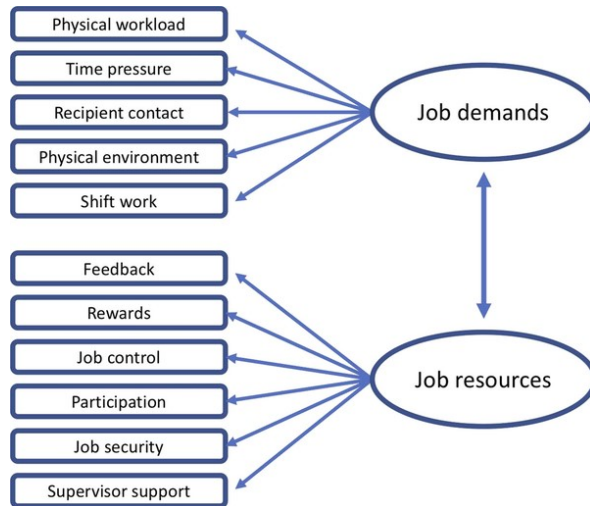 Physical workload
Time pressure
Recipient contact
Physical environment
Shift work
Job demands
Feedback
Rewards
Job control
Participation
Job security
Supervisor support
Job resources